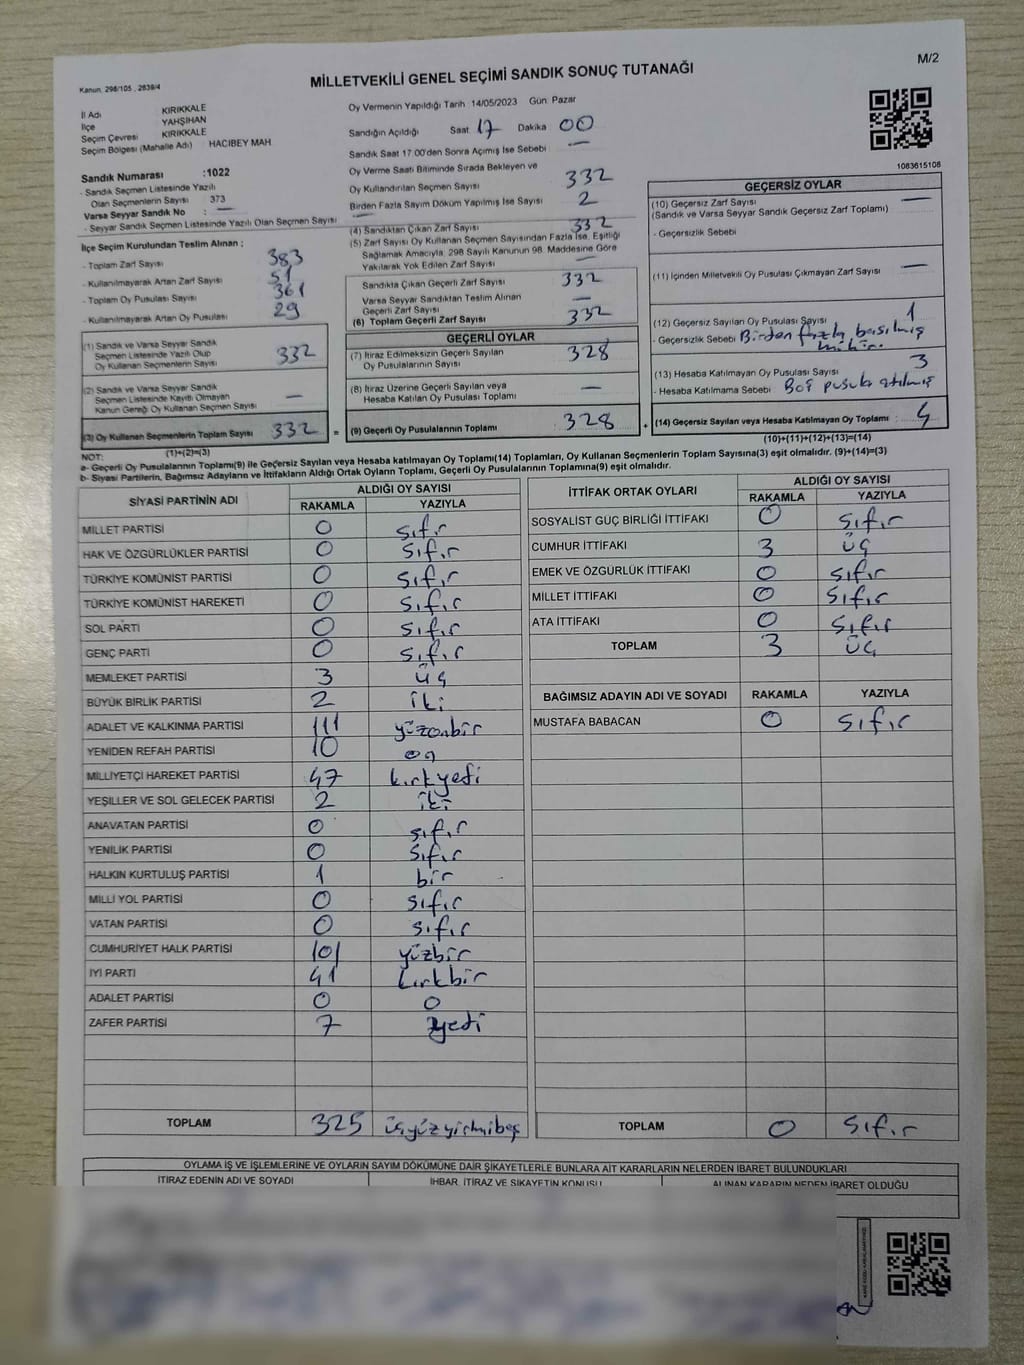 M/2
Kanun. 298/105 , 2839/4
MİLLETVEKİLİ GENEL SEÇİMİ SANDIK SONUÇ TUTANAĞI
İl Adı KIRIKKALE
İlçe YAHŞİHAN
Seçim Çevresi KIRIKKALE
Seçim Bölgesi (Mahalle Adı) HACIBEY MAH.
Sandık Numarası :1022
- Sandık Seçmen Listesinde Yazılı
Olan Seçmenlerin Sayısı 373
Varsa Seyyar Sandık No : —
- Seyyar Sandık Seçmen Listesinde Yazılı Olan Seçmen Sayısı —
İlçe Seçim Kurulundan Teslim Alınan ;
- Toplam Zarf Sayısı 383
- Kullanılmayarak Artan Zarf Sayısı 51
- Toplam Oy Pusulası Sayısı 361
- Kullanılmayarak Artan Oy Pusulası 29
(1) Sandık ve Varsa Seyyar Sandık
Seçmen Listesinde Yazılı Olup
Oy Kullanan Seçmenlerin Sayısı 332
(2) Sandık ve Varsa Seyyar Sandık
Seçmen Listesinde Kayıtlı Olmayan
Kanun Gereği Oy Kullanan Seçmen Sayısı —
(3) Oy Kullanan Seçmenlerin Toplam Sayısı 332 =
(1)+(2)=(3)
Oy Vermenin Yapıldığı Tarih 14/05/2023 Gün: Pazar
Sandığın Açıldığı Saat 17 Dakika 00
Sandık Saat 17:00'den Sonra Açılmış İse Sebebi —
Oy Verme Saati Bitiminde Sırada Bekleyen ve
Oy Kullandırılan Seçmen Sayısı 332
Birden Fazla Sayım Döküm Yapılmış İse Sayısı 2
(4) Sandıktan Çıkan Zarf Sayısı 332
(5) Zarf Sayısı Oy Kullanan Seçmen Sayısından Fazla İse, Eşitliği
Sağlamak Amacıyla, 298 Sayılı Kanunun 98. Maddesine Göre
Yakılarak Yok Edilen Zarf Sayısı —
Sandıkta Çıkan Geçerli Zarf Sayısı 332
Varsa Seyyar Sandıktan Teslim Alınan
Geçerli Zarf Sayısı —
(6) Toplam Geçerli Zarf Sayısı 332
GEÇERLİ OYLAR
(7) İtiraz Edilmeksizin Geçerli Sayılan
Oy Pusulalarının Sayısı 328
(8) İtiraz Üzerine Geçerli Sayılan veya
Hesaba Katılan Oy Pusulası Toplamı —
(9) Geçerli Oy Pusulalarının Toplamı 328 +
1083615108
GEÇERSİZ OYLAR
(10) Geçersiz Zarf Sayısı —
(Sandık ve Varsa Seyyar Sandık Geçersiz Zarf Toplamı)
- Geçersizlik Sebebi
(11) İçinden Milletvekili Oy Pusulası Çıkmayan Zarf Sayısı —
(12) Geçersiz Sayılan Oy Pusulası Sayısı 1
- Geçersizlik Sebebi Birden fazla basılmış
mühür.
(13) Hesaba Katılmayan Oy Pusulası Sayısı 3
- Hesaba Katılmama Sebebi : Boş pusula atılmış
(14) Geçersiz Sayılan veya Hesaba Katılmayan Oy Toplamı : 4
(10)+(11)+(12)+(13)=(14)
NOT:
a- Geçerli Oy Pusulalarının Toplamı(9) ile Geçersiz Sayılan veya Hesaba katılmayan Oy Toplamı(14) Toplamları, Oy Kullanan Seçmenlerin Toplam Sayısına(3) eşit olmalıdır. (9)+(14)=(3)
b- Siyasi Partilerin, Bağımsız Adayların ve İttifakların Aldığı Ortak Oyların Toplamı, Geçerli Oy Pusulalarının Toplamına(9) eşit olmalıdır.
SİYASİ PARTİNİN ADI ALDIĞI OY SAYISI
RAKAMLA YAZIYLA
MİLLET PARTİSİ 0 sıfır
HAK VE ÖZGÜRLÜKLER PARTİSİ 0 sıfır
TÜRKİYE KOMÜNİST PARTİSİ 0 sıfır
TÜRKİYE KOMÜNİST HAREKETİ 0 sıfır
SOL PARTİ 0 sıfır
GENÇ PARTİ 0 sıfır
MEMLEKET PARTİSİ 3 üç
BÜYÜK BİRLİK PARTİSİ 2 iki
ADALET VE KALKINMA PARTİSİ 111 yüzonbir
YENİDEN REFAH PARTİSİ 10 on
MİLLİYETÇİ HAREKET PARTİSİ 47 kırkyedi
YEŞİLLER VE SOL GELECEK PARTİSİ 2 iki
ANAVATAN PARTİSİ 0 sıfır
YENİLİK PARTİSİ 0 sıfır
HALKIN KURTULUŞ PARTİSİ 1 bir
MİLLİ YOL PARTİSİ 0 sıfır
VATAN PARTİSİ 0 sıfır
CUMHURİYET HALK PARTİSİ 101 yüzbir
İYİ PARTİ 41 kırkbir
ADALET PARTİSİ 0 0
ZAFER PARTİSİ 7 yedi
TOPLAM 325 üçyüzyirmibeş
İTTİFAK ORTAK OYLARI ALDIĞI OY SAYISI
RAKAMLA YAZIYLA
SOSYALİST GÜÇ BİRLİĞİ İTTİFAKI 0 sıfır
CUMHUR İTTİFAKI 3 üç
EMEK VE ÖZGÜRLÜK İTTİFAKI 0 sıfır
MİLLET İTTİFAKI 0 sıfır
ATA İTTİFAKI 0 sıfır
TOPLAM 3 üç
BAĞIMSIZ ADAYIN ADI VE SOYADI RAKAMLA YAZIYLA
MUSTAFA BABACAN 0 sıfır
TOPLAM 0 sıfır
OYLAMA İŞ VE İŞLEMLERİNE VE OYLARIN SAYIM DÖKÜMÜNE DAİR ŞİKAYETLERLE BUNLARA AİT KARARLARIN NELERDEN İBARET BULUNDUKLARI
İTİRAZ EDENİN ADI VE SOYADI İHBAR, İTİRAZ VE ŞİKAYETİN KONUSU ALINAN KARARIN NEDEN İBARET OLDUĞU